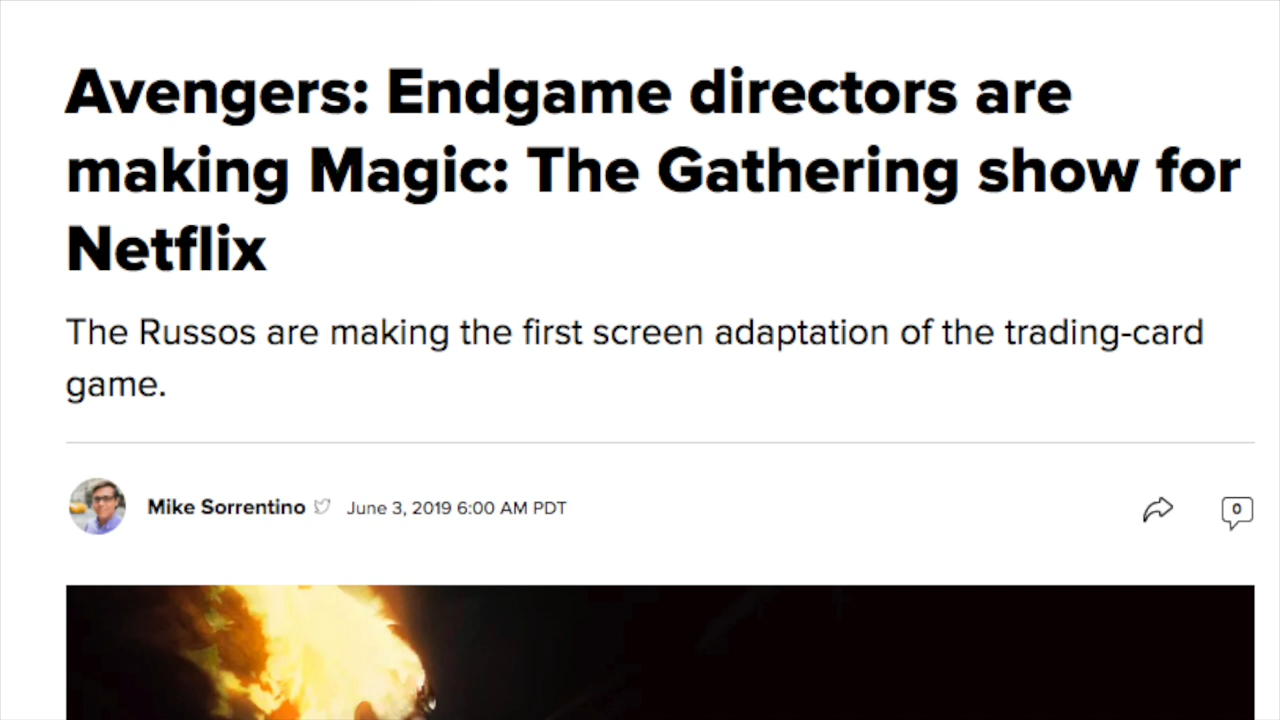 Avengers: Endgame directors are
making Magic: The Gathering show for
Netflix
The Russos are making the first screen adaptation of the trading-card
game.
Mike Sorrentino June 3, 2019 6:00 AM PDT
0